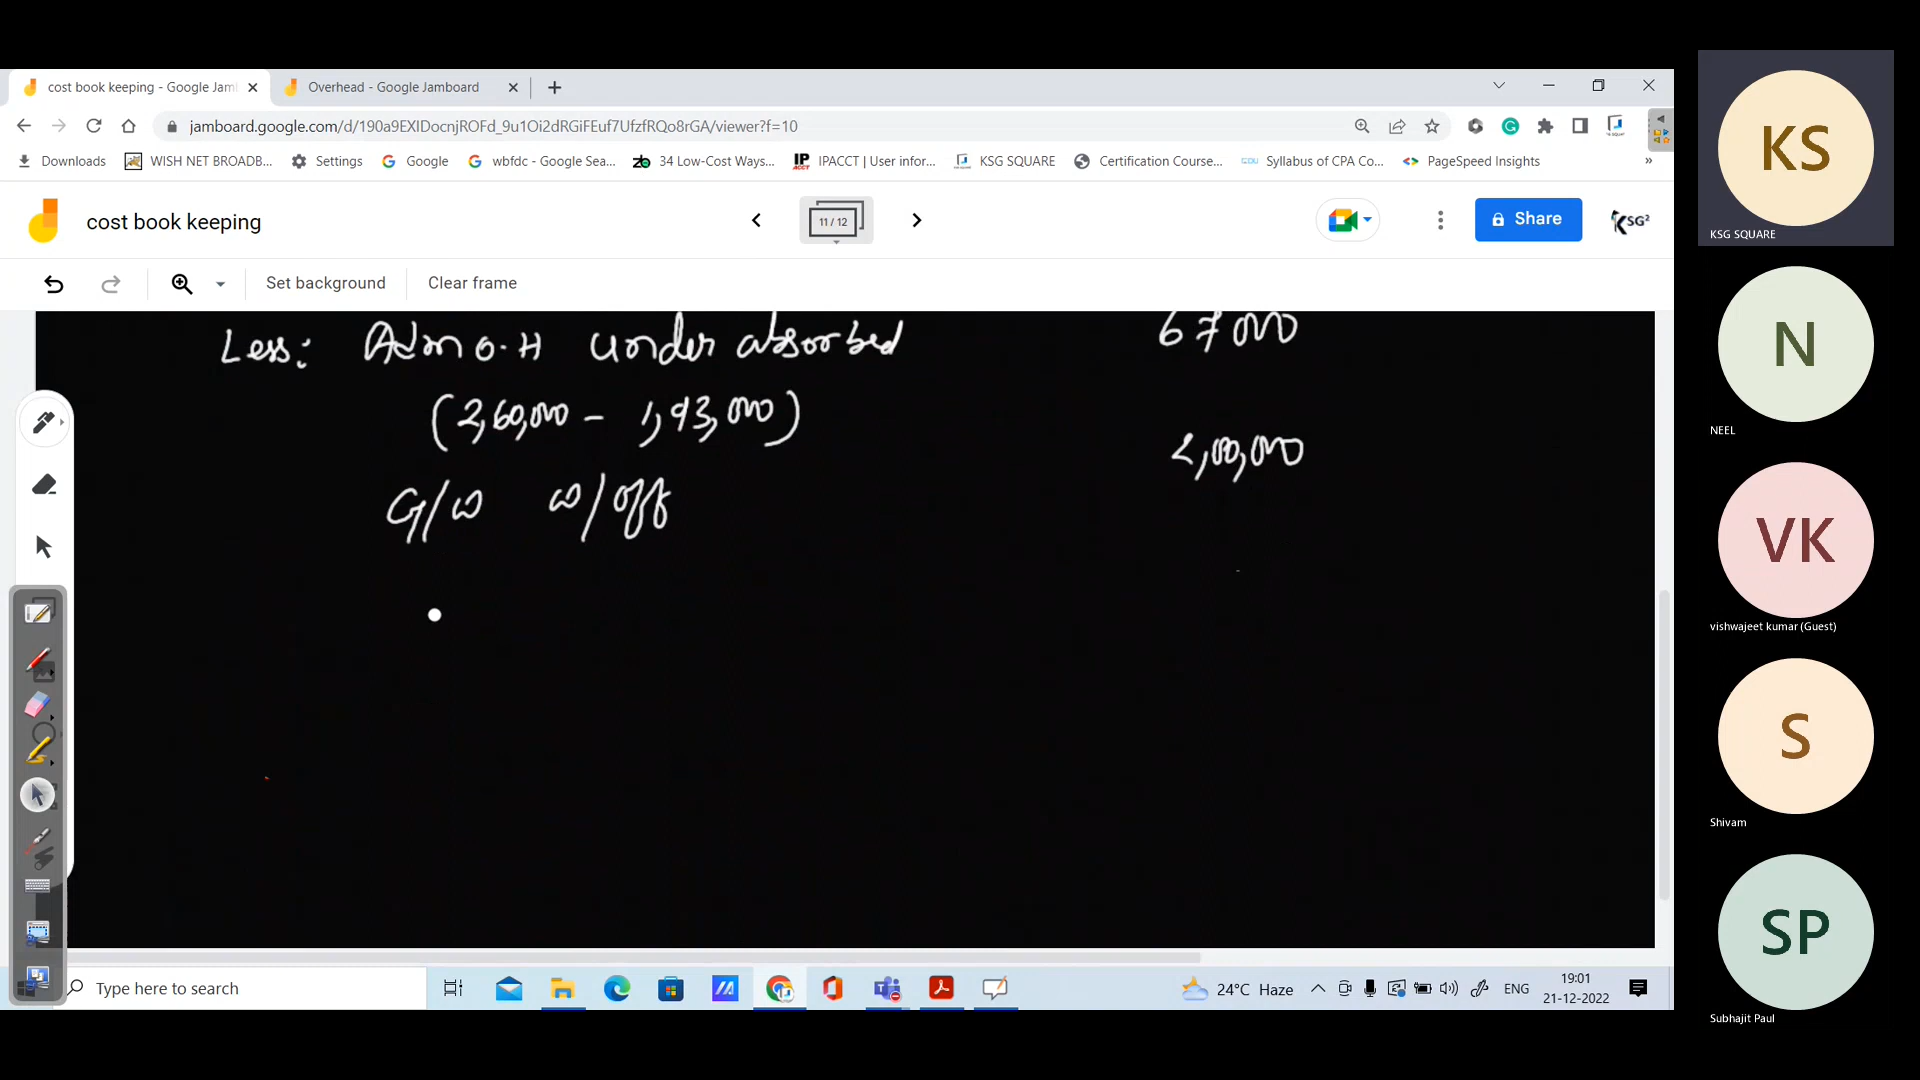 cost book keeping - Google Jam
Overhead - Google Jamboard
jamboard.google.com/d/190a9EXIDocnjROFd_9u1Oi2dRGiFEuf7UfzfRQo8rGA/viewer?f=10
Downloads WISH NET BROADB... Settings Google wbfdc - Google Sea... 34 Low-Cost Ways... IPACCT | User infor... KSG SQUARE Certification Course... Syllabus of CPA Co... PageSpeed Insights »
cost book keeping
11 / 12
Share
KSG²
Set background Clear frame
Less: Adm O.H under absorbed 67000
(2,60,000 - 1,93,000)
2,00,000
G/w w/off
Type here to search
24°C Haze
ENG
19:01
21-12-2022
KS
KSG SQUARE
N
NEEL
VK
vishwajeet kumar (Guest)
S
Shivam
SP
Subhajit Paul